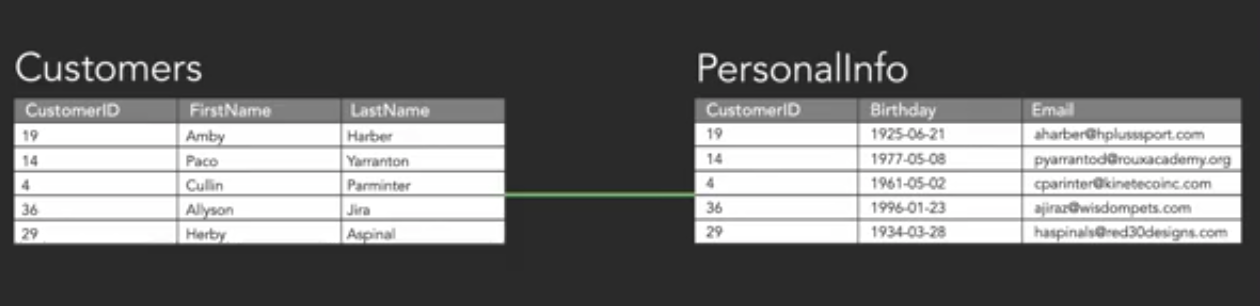 Customers
CustomerID FirstName LastName
19 Amby Harber
14 Paco Yarranton
4 Cullin Parminter
36 Allyson Jira
29 Herby Aspinal
PersonalInfo
CustomerID Birthday Email
19 1925-06-21 aharber@hplusssport.com
14 1977-05-08 pyarrantod@rouxacademy.org
4 1961-05-02 cparinter@kinetecoinc.com
36 1996-01-23 ajiraz@wisdompets.com
29 1934-03-28 haspinals@red30designs.com